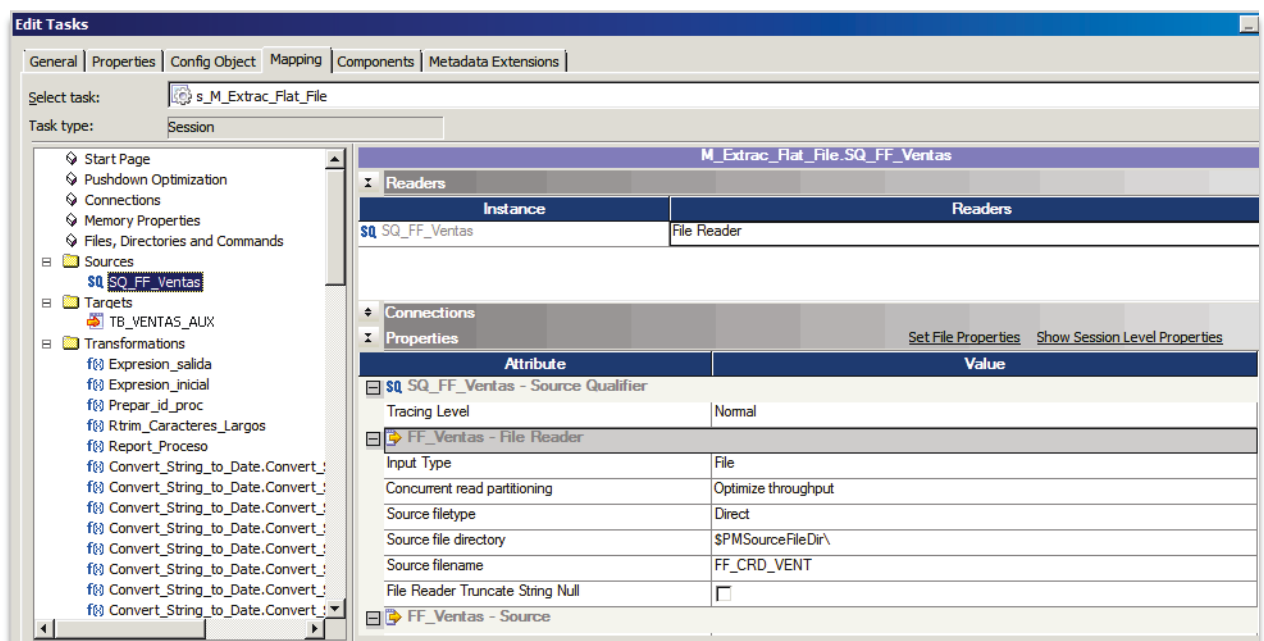 Edit Tasks
General Properties Config Object Mapping Components Metadata Extensions
Select task: s_M_Extrac_Flat_File
Task type: Session
Start Page
Pushdown Optimization
Connections
Memory Properties
Files, Directories and Commands
Sources
SQ SQ_FF_Ventas
Targets
TB_VENTAS_AUX
Transformations
f(x) Expresion_salida
f(x) Expresion_inicial
f(x) Prepar_id_proc
f(x) Rtrim_Caracteres_Largos
f(x) Report_Proceso
f(x) Convert_String_to_Date.Convert_
f(x) Convert_String_to_Date.Convert_
f(x) Convert_String_to_Date.Convert_
f(x) Convert_String_to_Date.Convert_
f(x) Convert_String_to_Date.Convert_
f(x) Convert_String_to_Date.Convert_
f(x) Convert_String_to_Date.Convert_
f(x) Convert_String_to_Date.Convert_
M_Extrac_Flat_File.SQ_FF_Ventas
Readers
Instance Readers
SQ SQ_FF_Ventas File Reader
Connections
Properties Set File Properties Show Session Level Properties
Attribute Value
SQ SQ_FF_Ventas - Source Qualifier
Tracing Level Normal
FF_Ventas - File Reader
Input Type File
Concurrent read partitioning Optimize throughput
Source filetype Direct
Source file directory $PMSourceFileDir\
Source filename FF_CRD_VENT
File Reader Truncate String Null
FF_Ventas - Source